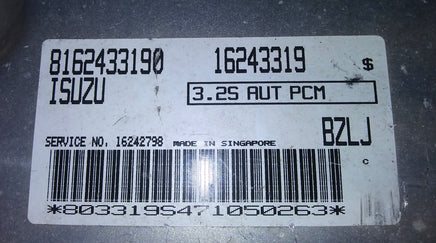 8162433190 16243319 $
ISUZU 3.2S AUT PCM
BZLJ
SERVICE NO. 16242798 MADE IN SINGAPORE
C
*803319S471050263*